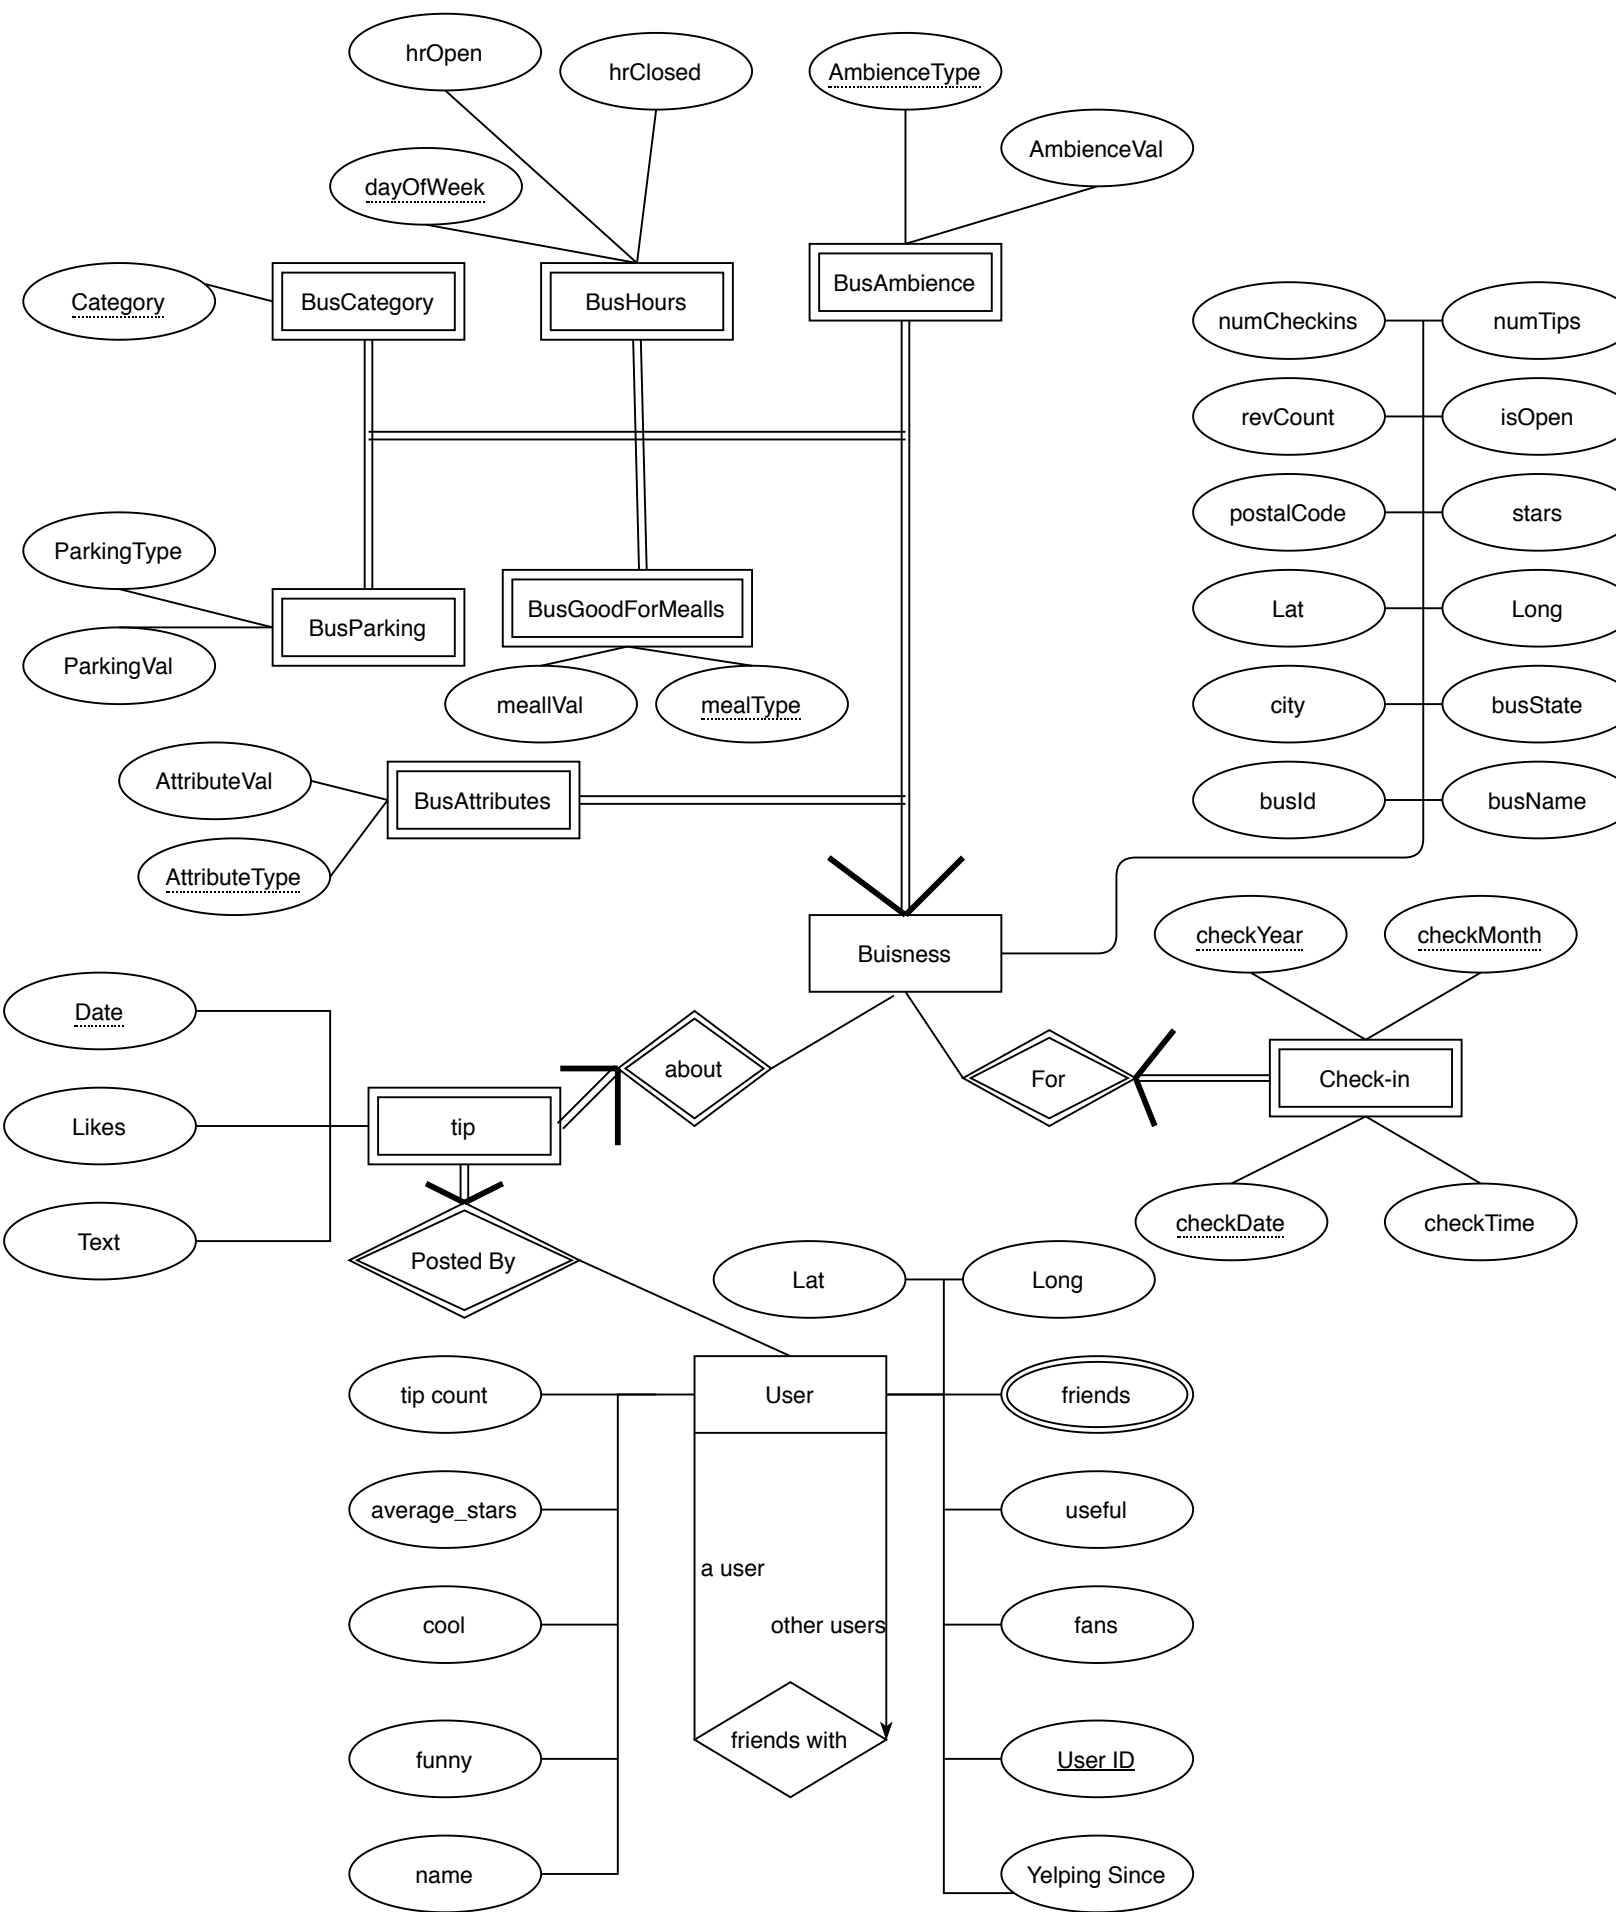 hrOpen
hrClosed
AmbienceType
AmbienceVal
dayOfWeek
Category
BusCategory
BusHours
BusAmbience
numCheckins
numTips
revCount
isOpen
postalCode
stars
ParkingType
BusGoodForMealls
Lat
Long
BusParking
ParkingVal
meallVal
mealType
city
busState
AttributeVal
BusAttributes
busId
busName
AttributeType
checkYear
checkMonth
Buisness
Date
about
For
Check-in
Likes
tip
Text
Posted By
checkDate
checkTime
Lat
Long
tip count
User
friends
average_stars
useful
a user
cool
other users
fans
friends with
funny
User ID
name
Yelping Since